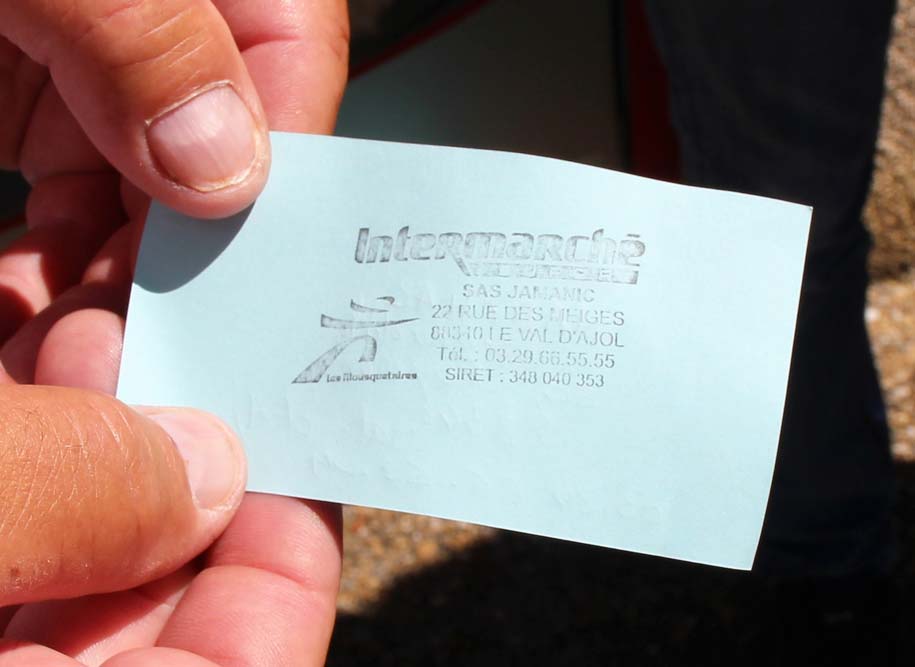 Intermarché
SAS JAMANIC
22 RUE DES MEIGES
88340 LE VAL D'AJOL
Tél. : 03.29.66.55.55
SIRET : 348 040 353
Les Mousquetaires